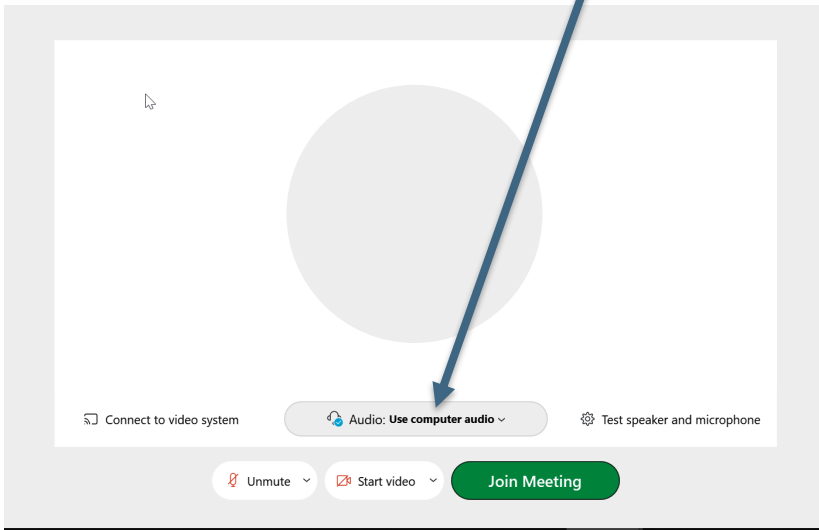 Connect to video system
Audio: Use computer audio
Test speaker and microphone
Unmute
Start video
Join Meeting